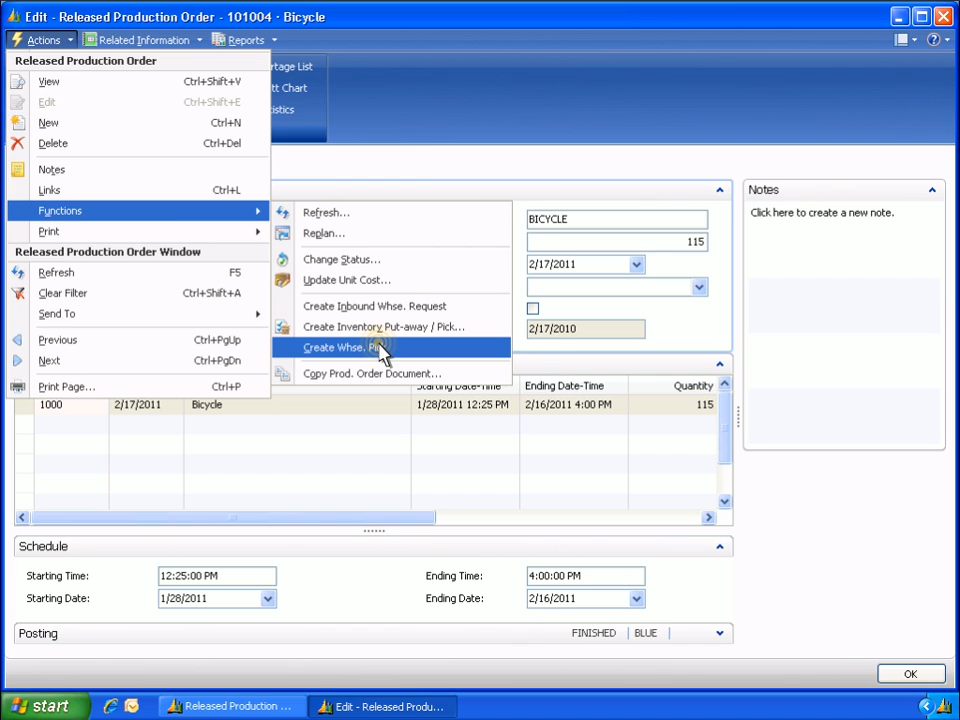 Edit - Released Production Order - 101004 · Bicycle
Actions Related Information Reports
Released Production Order
View Ctrl+Shift+V
Edit Ctrl+Shift+E
New Ctrl+N
Delete Ctrl+Del
Notes
Links Ctrl+L
Functions
Print
Released Production Order Window
Refresh F5
Clear Filter Ctrl+Shift+A
Send To
Previous Ctrl+PgUp
Next Ctrl+PgDn
Print Page... Ctrl+P
rtage List
tt Chart
tistics
Refresh...
Replan...
Change Status...
Update Unit Cost...
Create Inbound Whse. Request
Create Inventory Put-away / Pick...
Create Whse.
Copy Prod. Order Document...
BICYCLE
115
2/17/2011
2/17/2010
Notes
Click here to create a new note.
Starting Date-Time Ending Date-Time Quantity
1000 2/17/2011 Bicycle 1/28/2011 12:25 PM 2/16/2011 4:00 PM 115
Schedule
Starting Time: 12:25:00 PM Ending Time: 4:00:00 PM
Starting Date: 1/28/2011 Ending Date: 2/16/2011
Posting FINISHED BLUE
OK
start Released Production ... Edit - Released Produ...